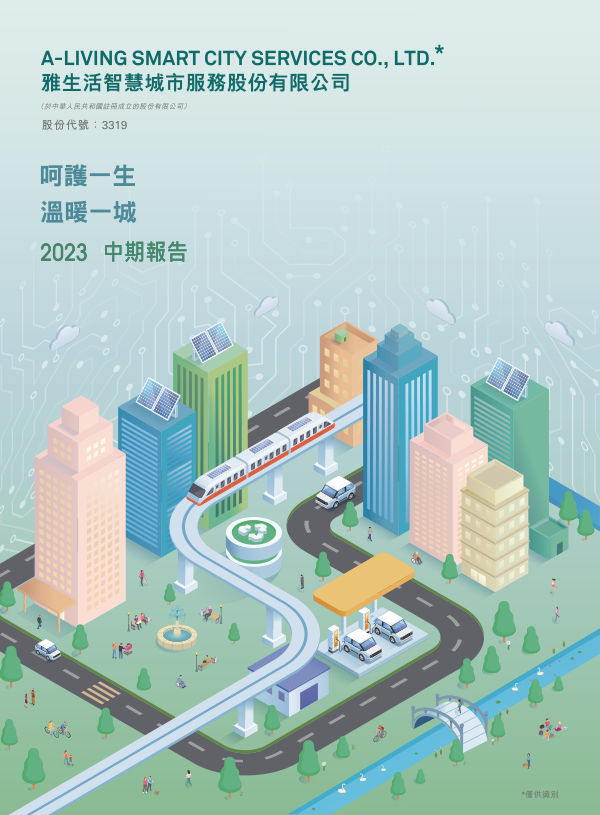 A-LIVING SMART CITY SERVICES CO., LTD.*
雅生活智慧城市服務股份有限公司
(於中華人民共和國註冊成立的股份有限公司)
股份代號：3319
呵護一生
溫暖一城
2023 中期報告
*僅供識別